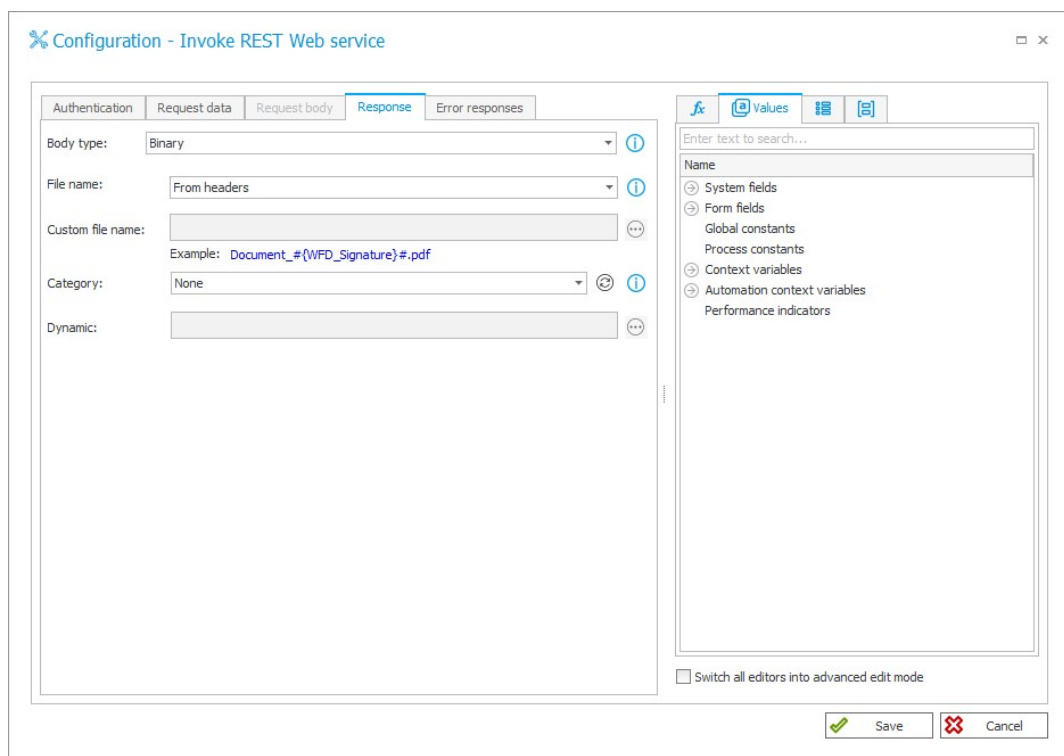 Configuration - Invoke REST Web service
Authentication
Request data
Request body
Response
Error responses
Body type:
Binary
File name:
From headers
Custom file name:
Example: Document_#{WFD_Signature}#.pdf
Category:
None
Dynamic:
fx
Values
Enter text to search...
Name
System fields
Form fields
Global constants
Process constants
Context variables
Automation context variables
Performance indicators
Switch all editors into advanced edit mode
Save
Cancel